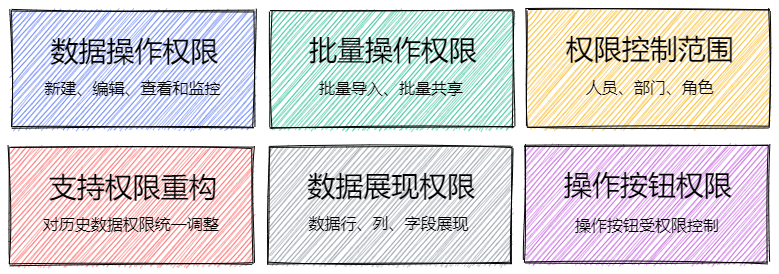 数据操作权限
新建、编辑、查看和监控
批量操作权限
批量导入、批量共享
权限控制范围
人员、部门、角色
支持权限重构
对历史数据权限统一调整
数据展现权限
数据行、列、字段展现
操作按钮权限
操作按钮受权限控制